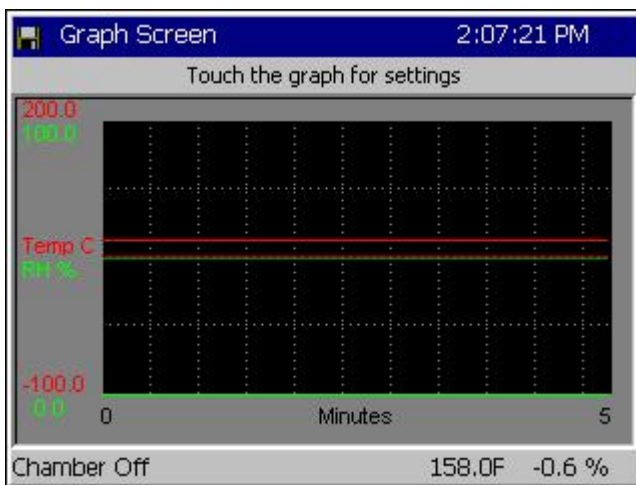 Graph Screen 2:07:21 PM
Touch the graph for settings
200.0
100.0
Temp C
RH %
-100.0
0.0
0 Minutes 5
Chamber Off 158.0F -0.6 %